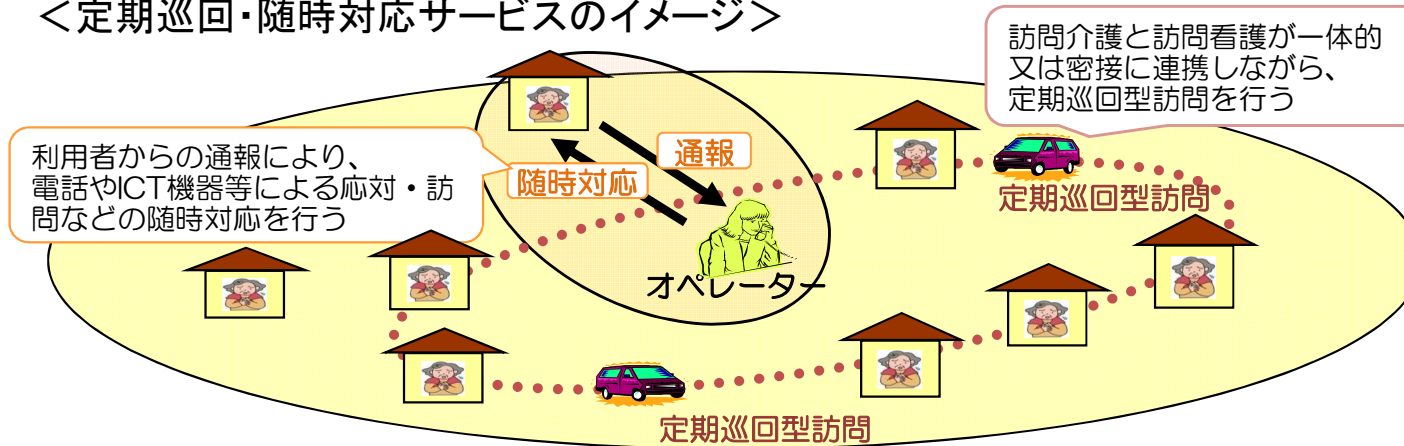 ＜定期巡回・随時対応サービスのイメージ＞
訪問介護と訪問看護が一体的
又は密接に連携しながら、
定期巡回型訪問を行う
利用者からの通報により、
電話やICT機器等による応対・訪
問などの随時対応を行う
通報
随時対応
定期巡回型訪問
オペレーター
定期巡回型訪問